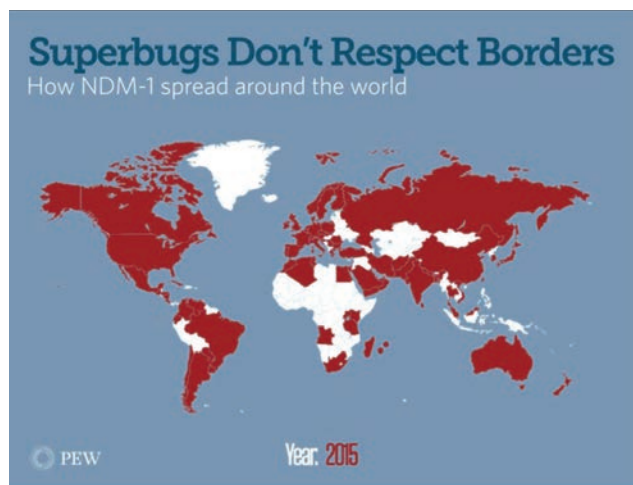 Superbugs Don't Respect Borders
How NDM-1 spread around the world
PEW
Year: 2015